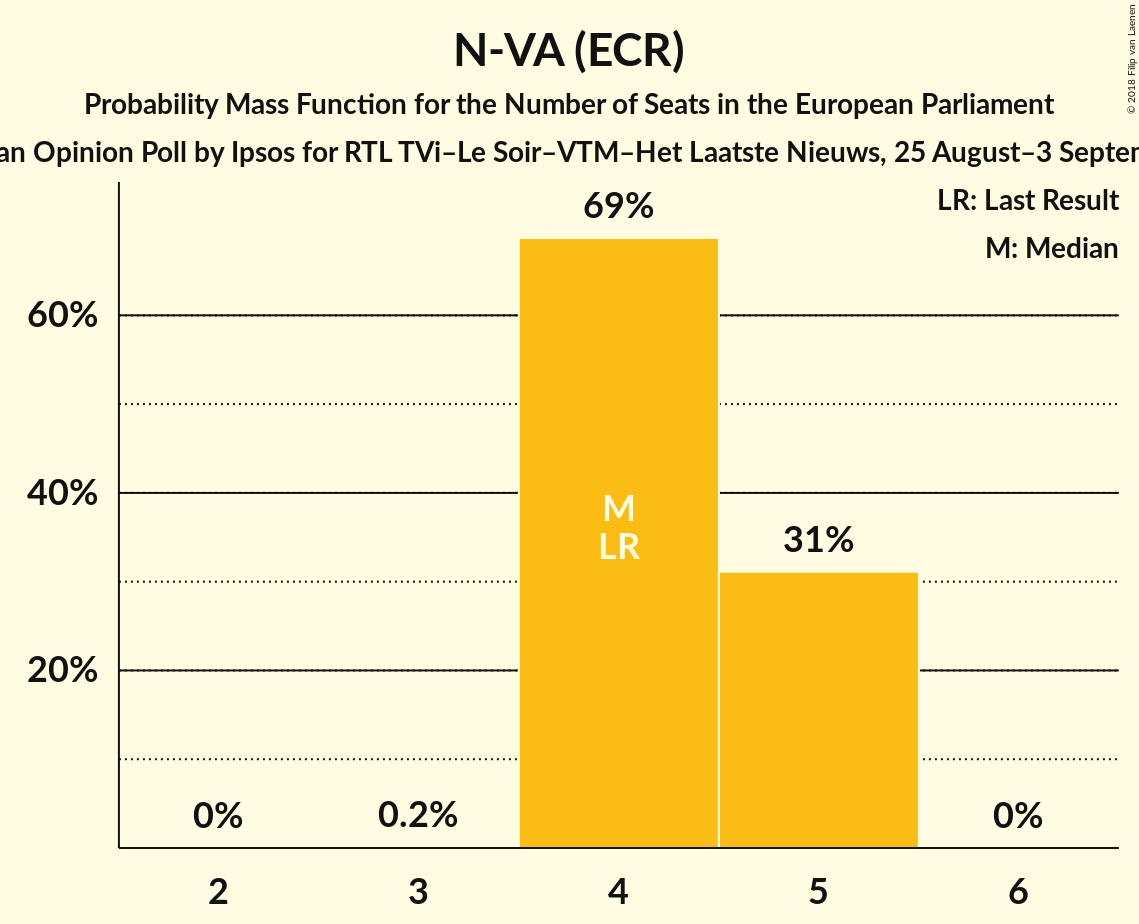 N-VA (ECR)
Probability Mass Function for the Number of Seats in the European Parliament
an Opinion Poll by Ipsos for RTL TVi–Le Soir–VTM–Het Laatste Nieuws, 25 August–3 Septem
© 2018 Filip van Laenen
LR: Last Result
M: Median
69%
60%
40%
20%
M
LR
31%
0%
0.2%
0%
2
3
4
5
6